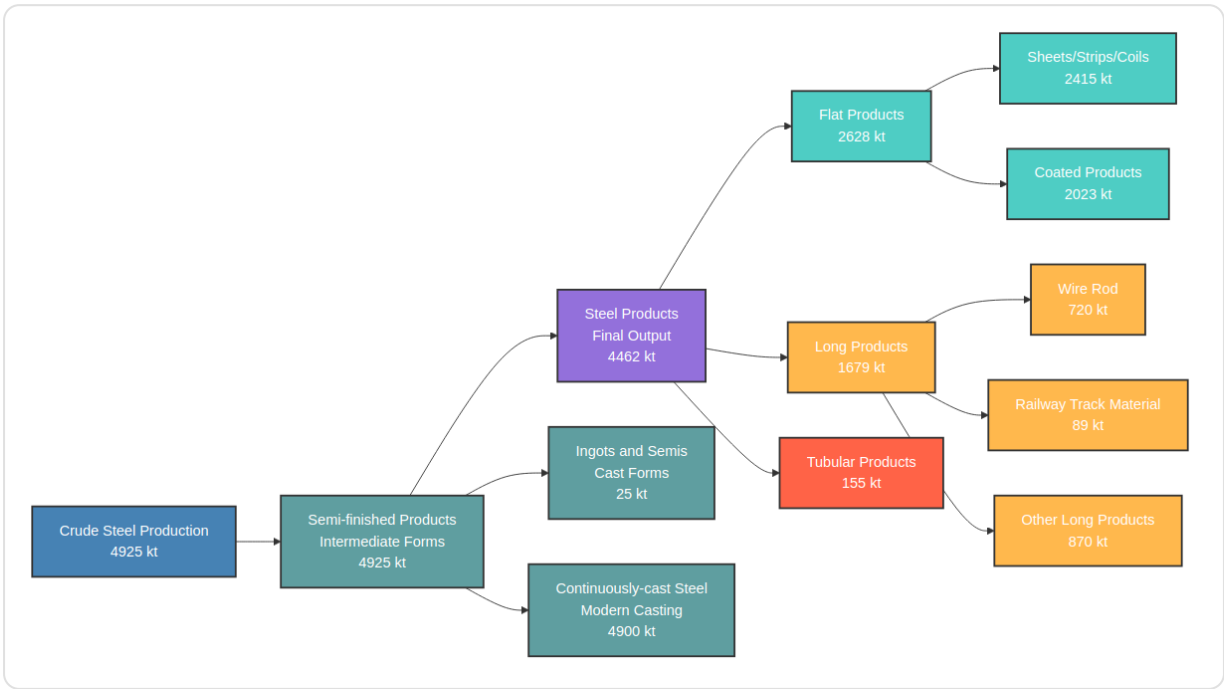 Sheets/Strips/Coils
2415 kt
Flat Products
2628 kt
Coated Products
2023 kt
Wire Rod
720 kt
Steel Products
Final Output
4462 kt
Long Products
1679 kt
Railway Track Material
89 kt
Ingots and Semis
Cast Forms
25 kt
Tubular Products
155 kt
Other Long Products
870 kt
Crude Steel Production
4925 kt
Semi-finished Products
Intermediate Forms
4925 kt
Continuously-cast Steel
Modern Casting
4900 kt